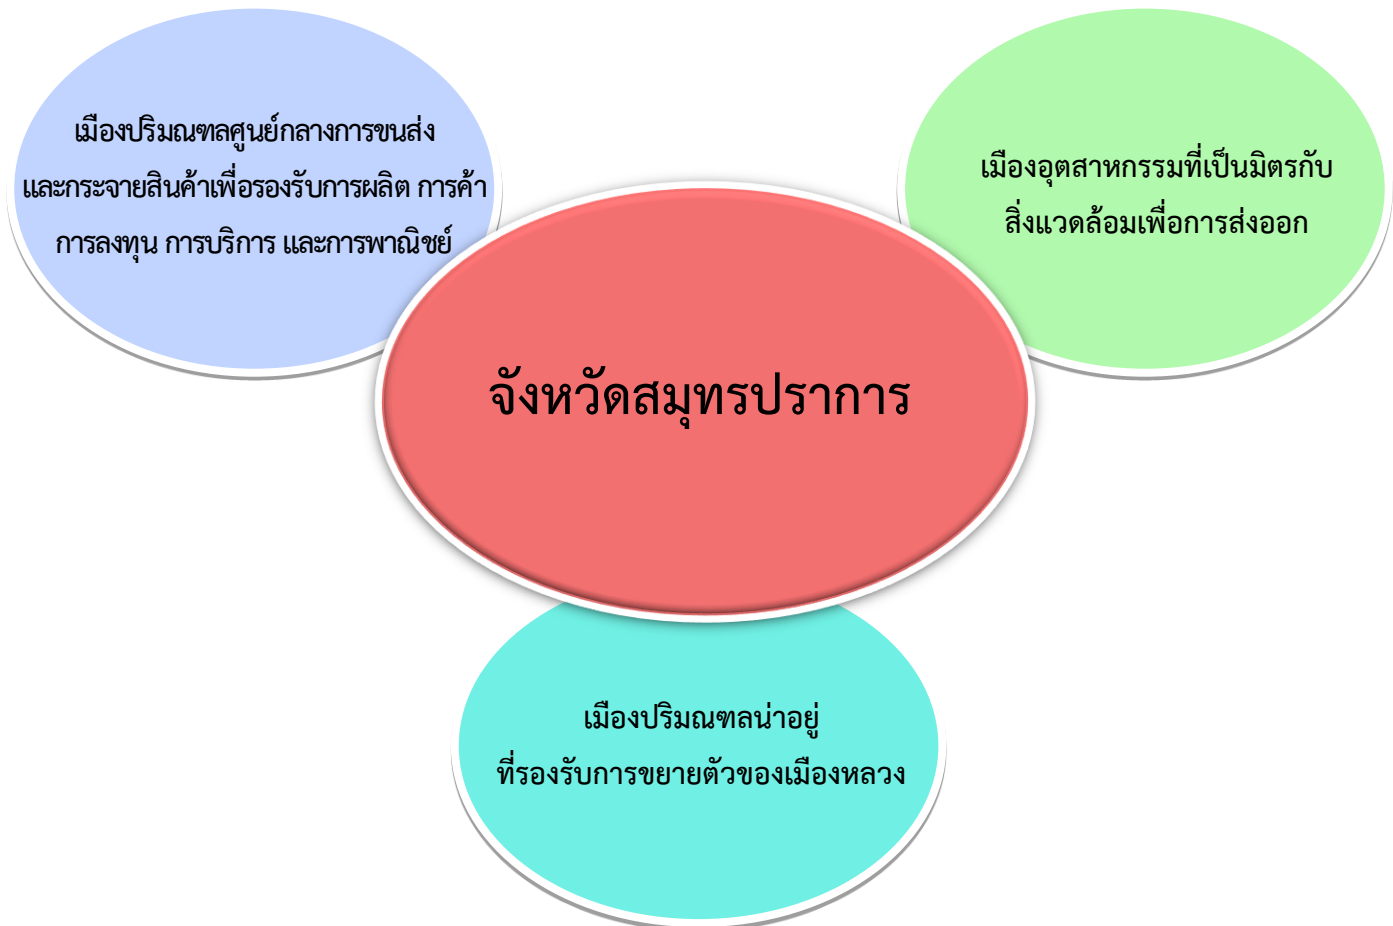 เมืองปริมณฑลศูนย์กลางการขนส่ง
และกระจายสินค้าเพื่อรองรับการผลิต การค้า
การลงทุน การบริการ และการพาณิชย์
เมืองอุตสาหกรรมที่เป็นมิตรกับ
สิ่งแวดล้อมเพื่อการส่งออก
จังหวัดสมุทรปราการ
เมืองปริมณฑลน่าอยู่
ที่รองรับการขยายตัวของเมืองหลวง